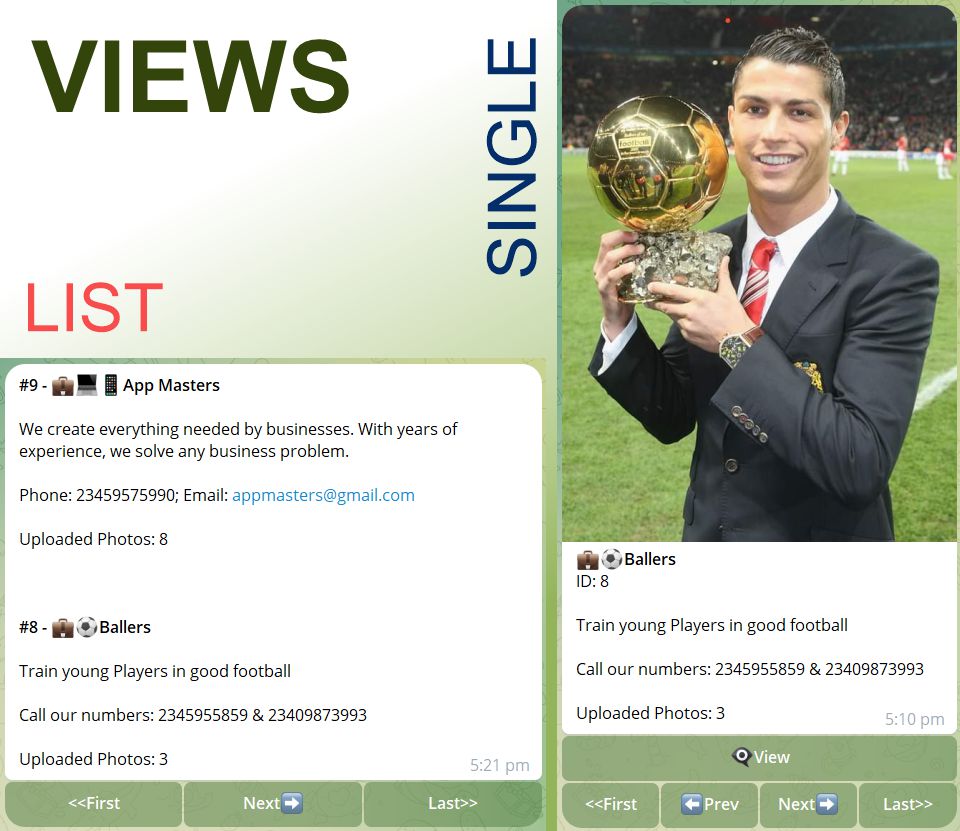 VIEWS
SINGLE
LIST
#9 - 💼💻📱App Masters
We create everything needed by businesses. With years of
experience, we solve any business problem.
Phone: 23459575990; Email: appmasters@gmail.com
Uploaded Photos: 8
#8 - 💼⚽Ballers
Train young Players in good football
Call our numbers: 2345955859 & 23409873993
Uploaded Photos: 3
5:21 pm
<<First
Next➡️
Last>>
football
💼⚽Ballers
ID: 8
Train young Players in good football
Call our numbers: 2345955859 & 23409873993
Uploaded Photos: 3
5:10 pm
👁‍🗨View
<<First
⬅️Prev
Next➡️
Last>>